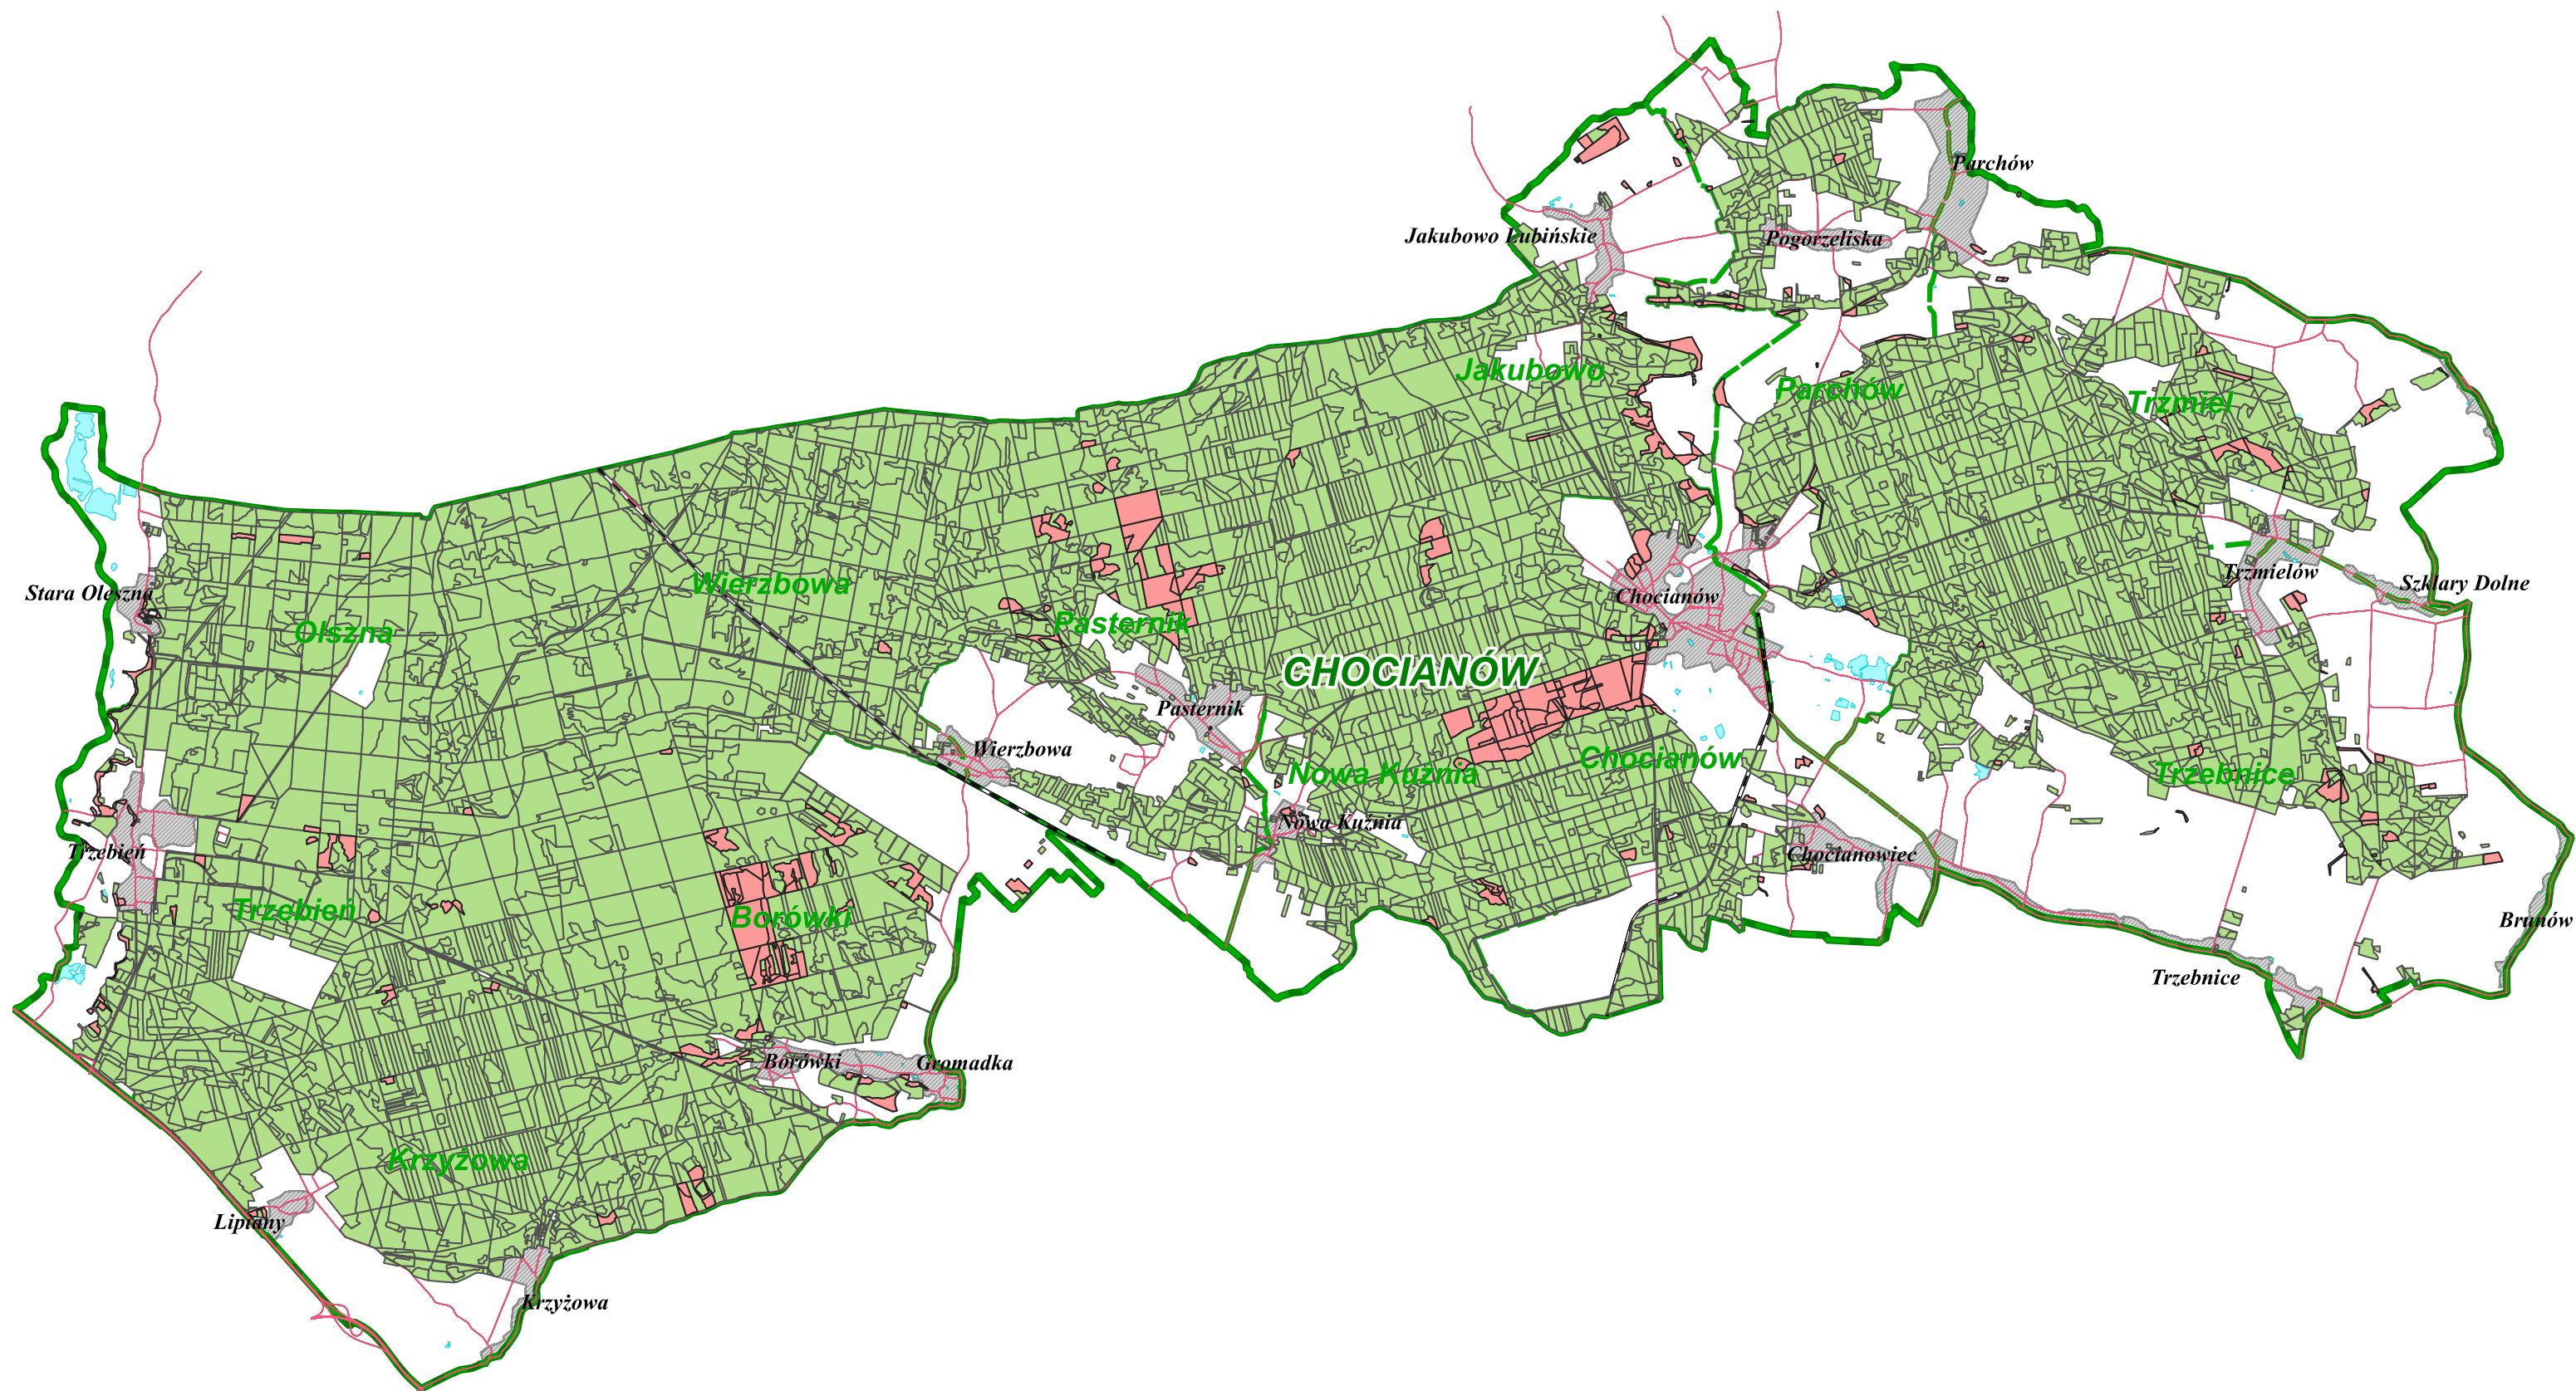 Parchów
Jakubowo Lubińskie
Pogorzeliska
Jakubowo
Parchów
Trzmiel
Stara Oleszna
Wierzbowa
Olszna
Pasternik
Chocianów
Trzmielów
Szklary Dolne
CHOCIANÓW
Pasternik
Wierzbowa
Nowa Kuźnia
Chocianów
Trzebnice
Nowa Kuźnia
Trzebień
Chocianowiec
Trzebień
Borówki
Brunów
Trzebnice
Borówki
Gromadka
Krzyżowa
Lipiany
Krzyżowa